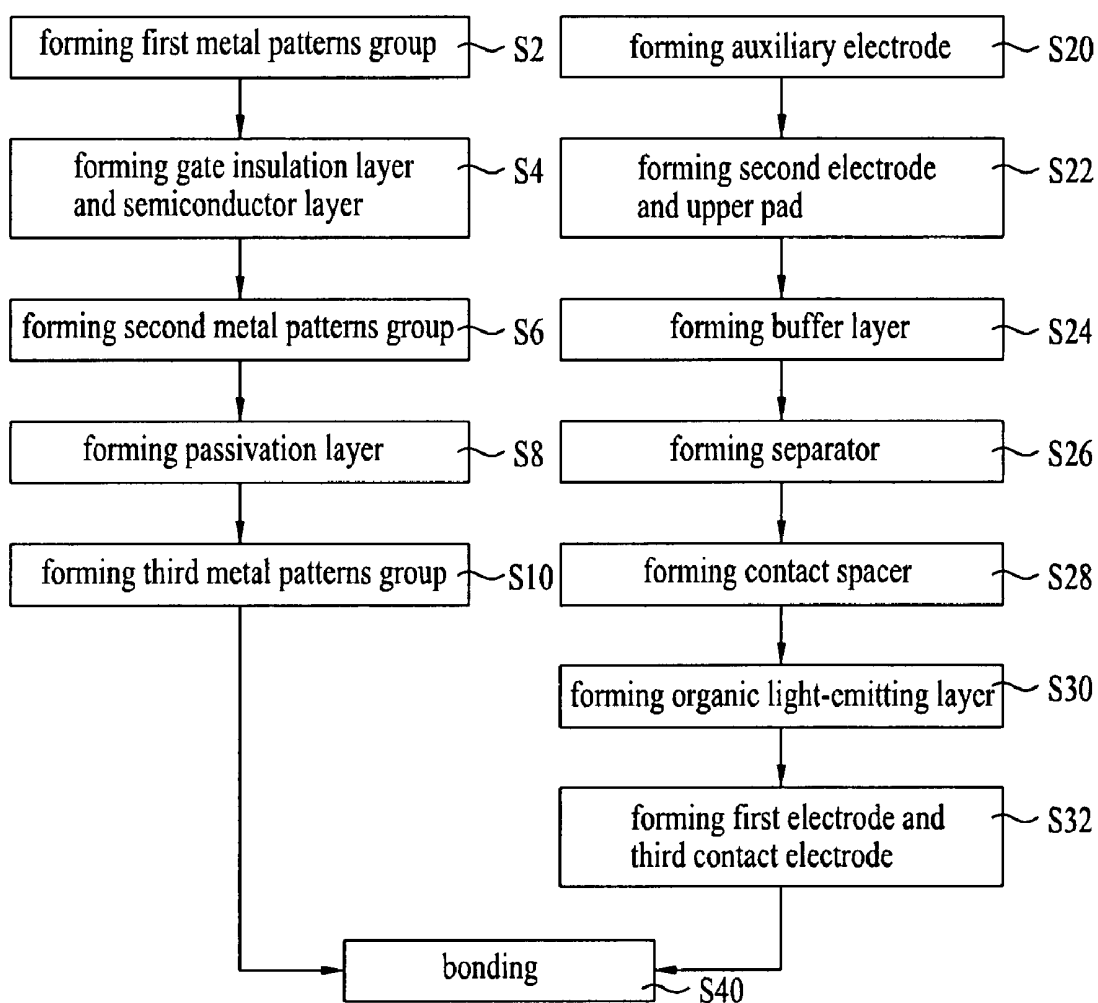 forming first metal patterns group
S2
forming gate insulation layer
and semiconductor layer
S4
forming second metal patterns group
S6
forming passivation layer
S8
forming third metal patterns group
S10
forming auxiliary electrode
S20
forming second electrode
and upper pad
S22
forming buffer layer
S24
forming separator
S26
forming contact spacer
S28
forming organic light-emitting layer
S30
forming first electrode and
third contact electrode
S32
bonding
S40